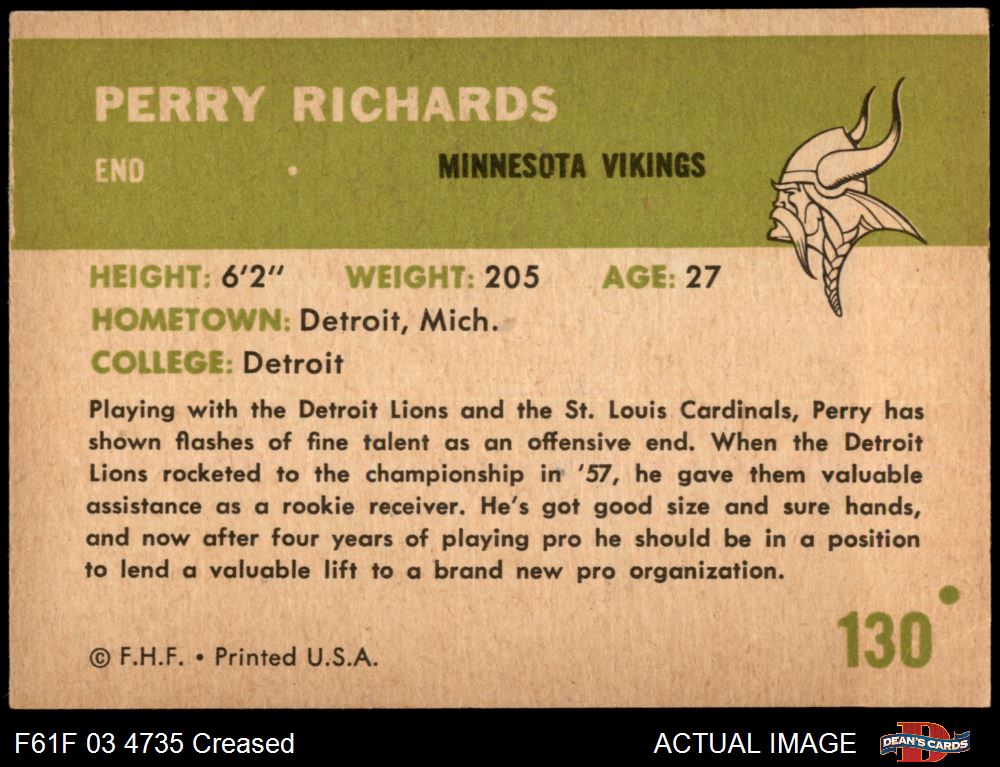 PERRY RICHARDS
END • MINNESOTA VIKINGS
HEIGHT: 6'2" WEIGHT: 205 AGE: 27
HOMETOWN: Detroit, Mich.
COLLEGE: Detroit
Playing with the Detroit Lions and the St. Louis Cardinals, Perry has
shown flashes of fine talent as an offensive end. When the Detroit
Lions rocketed to the championship in '57, he gave them valuable
assistance as a rookie receiver. He's got good size and sure hands,
and now after four years of playing pro he should be in a position
to lend a valuable lift to a brand new pro organization.
130
© F.H.F. • Printed U.S.A.
F61F 03 4735 Creased ACTUAL IMAGE D DEAN'S CARDS